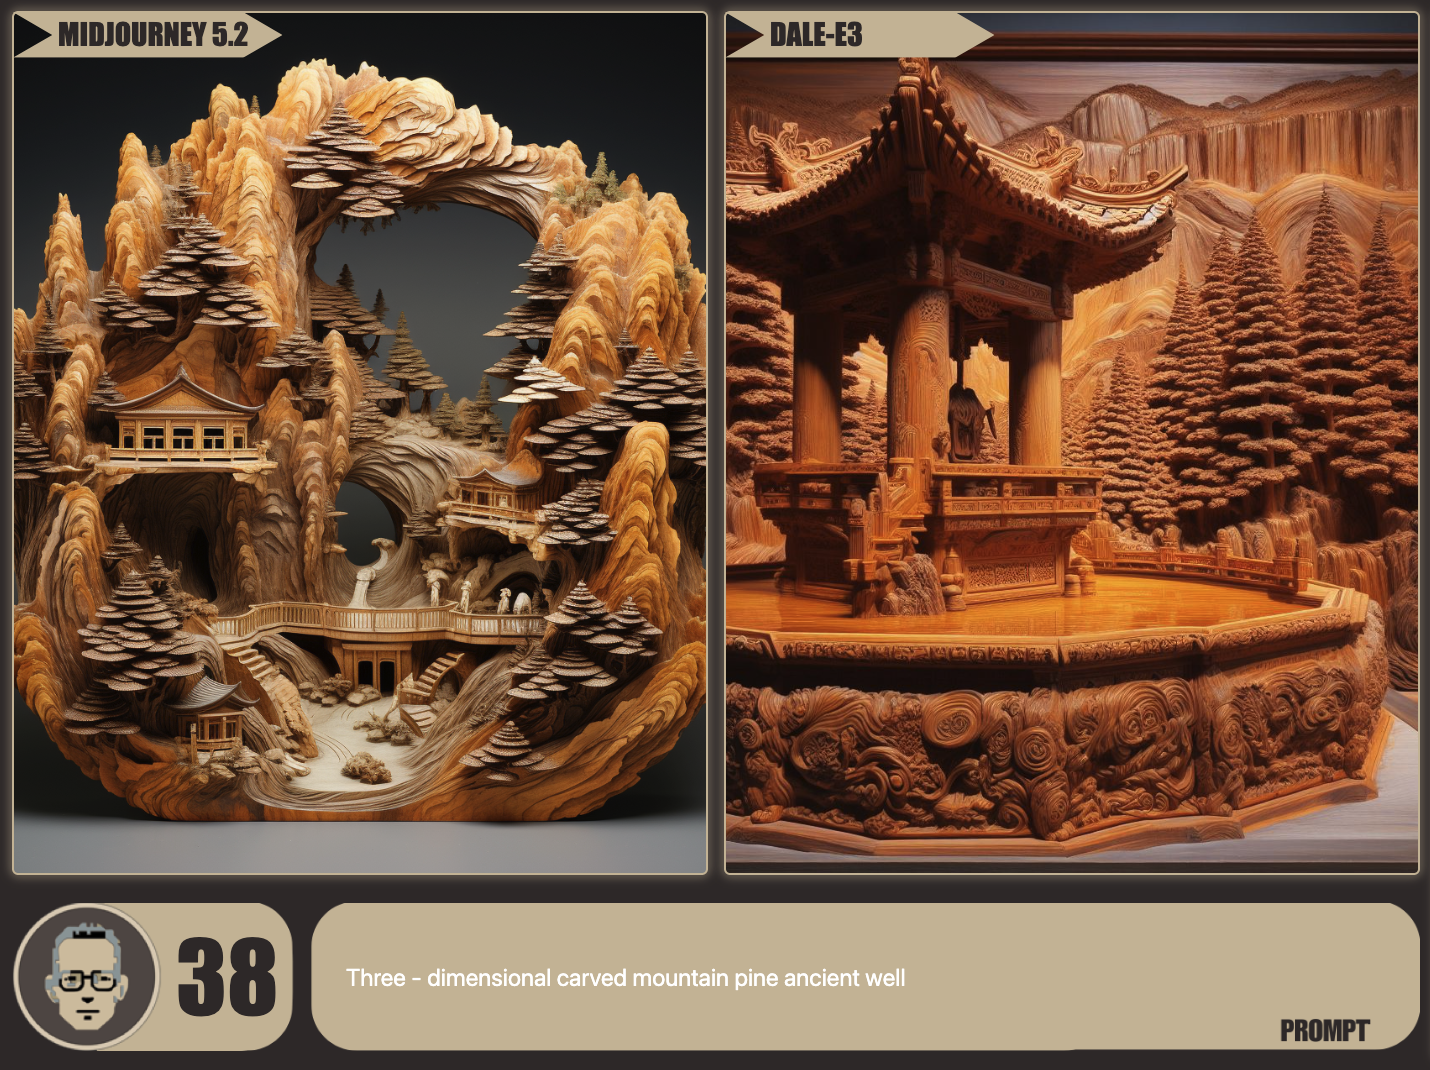 MIDJOURNEY 5.2
DALE-E3
38
Three - dimensional carved mountain pine ancient well
PROMPT